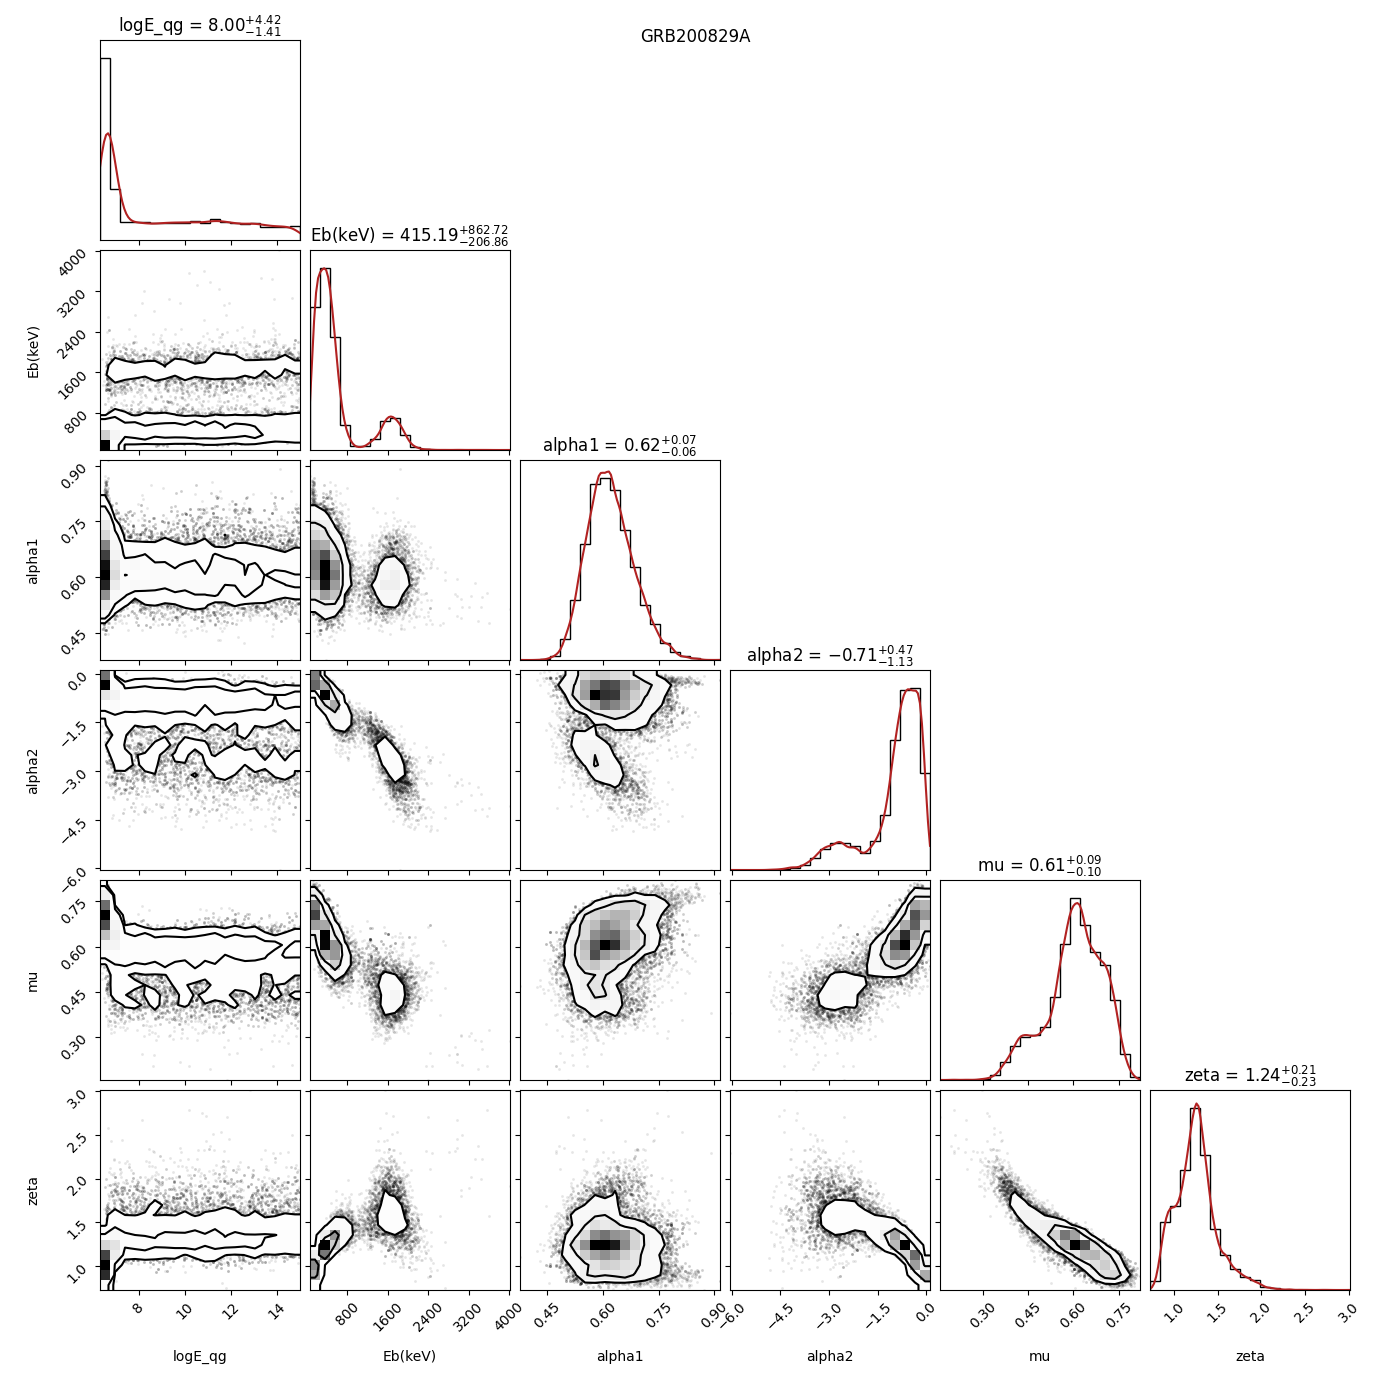 GRB200829A
logE_qg = 8.00+4.42−1.41
Eb(keV) = 415.19+862.72−206.86
alpha1 = 0.62+0.07−0.06
alpha2 = −0.71+0.47−1.13
mu = 0.61+0.09−0.10
zeta = 1.24+0.21−0.23
4000
3200
2400
1600
800
Eb(keV)
0.90
0.75
0.60
0.45
alpha1
0.0
−1.5
−3.0
−4.5
−6.0
alpha2
0.75
0.60
0.45
0.30
mu
3.0
2.5
2.0
1.5
1.0
zeta
8 10 12 14
800 1600 2400 3200 4000
0.45 0.60 0.75 0.90
−6.0 −4.5 −3.0 −1.5 0.0
0.30 0.45 0.60 0.75
1.0 1.5 2.0 2.5 3.0
logE_qg Eb(keV) alpha1 alpha2 mu zeta